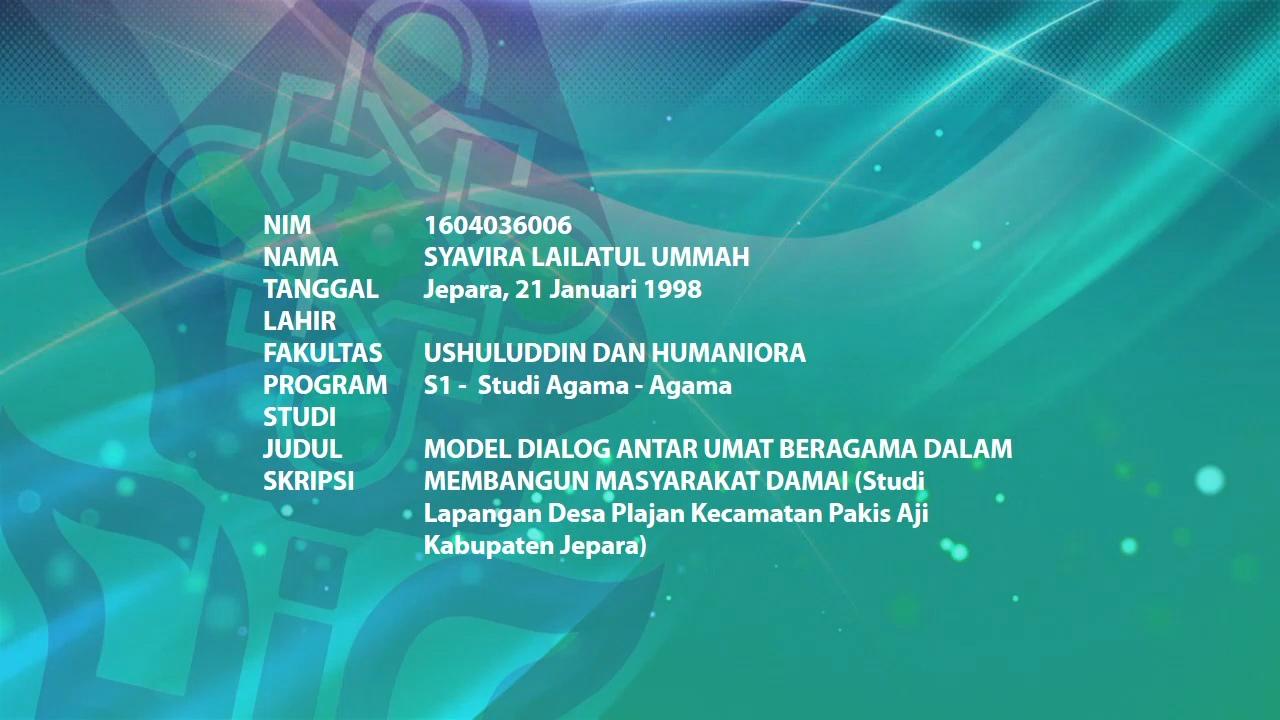 NIM 1604036006
NAMA SYAVIRA LAILATUL UMMAH
TANGGAL Jepara, 21 Januari 1998
LAHIR
FAKULTAS USHULUDDIN DAN HUMANIORA
PROGRAM S1 - Studi Agama - Agama
STUDI
JUDUL MODEL DIALOG ANTAR UMAT BERAGAMA DALAM
SKRIPSI MEMBANGUN MASYARAKAT DAMAI (Studi
Lapangan Desa Plajan Kecamatan Pakis Aji
Kabupaten Jepara)